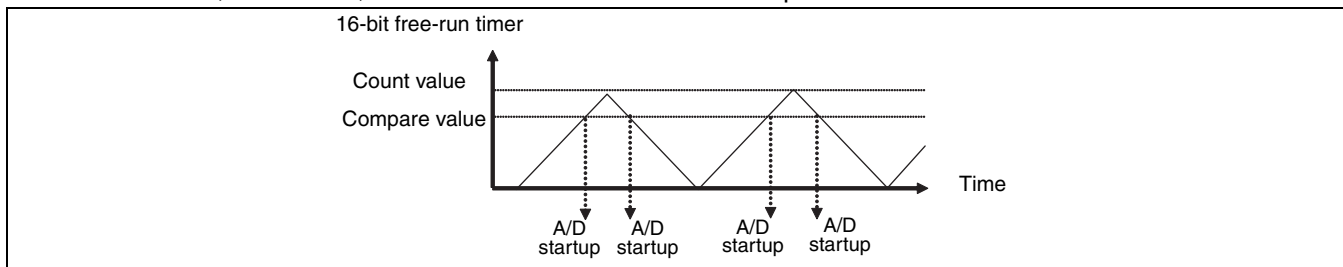 16-bit free-run timer
Count value
Compare value
Time
A/D
startup
A/D
startup
A/D
startup
A/D
startup